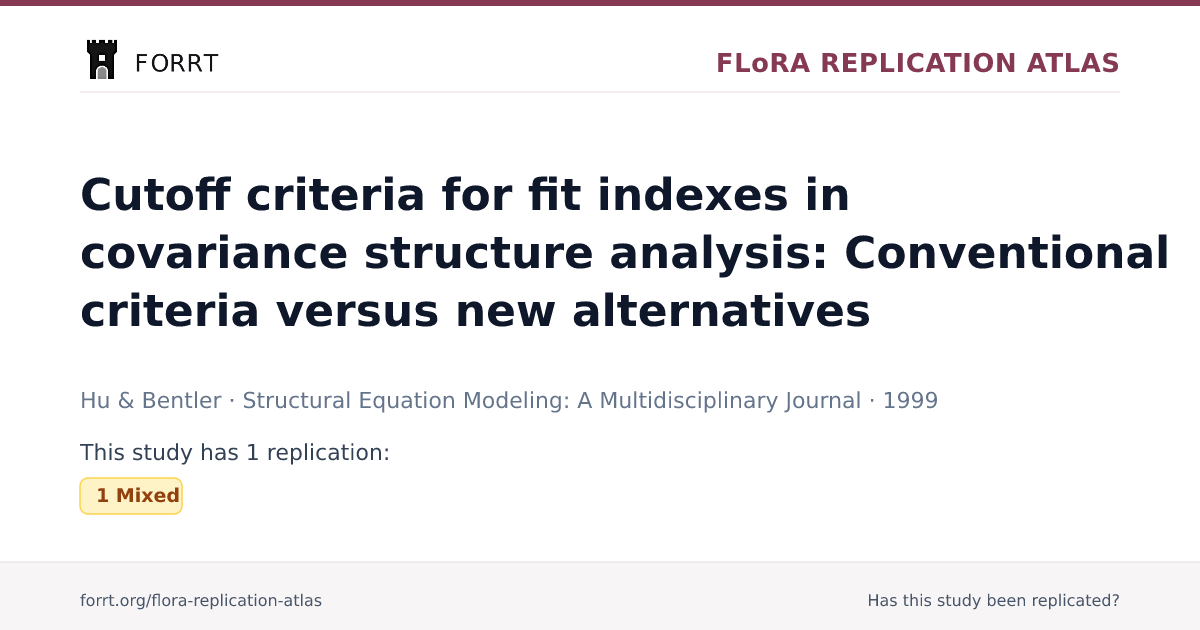 FORRT
FLoRA REPLICATION ATLAS
Cutoff criteria for fit indexes in
covariance structure analysis: Conventional
criteria versus new alternatives
Hu & Bentler · Structural Equation Modeling: A Multidisciplinary Journal · 1999
This study has 1 replication:
1 Mixed
forrt.org/flora-replication-atlas
Has this study been replicated?